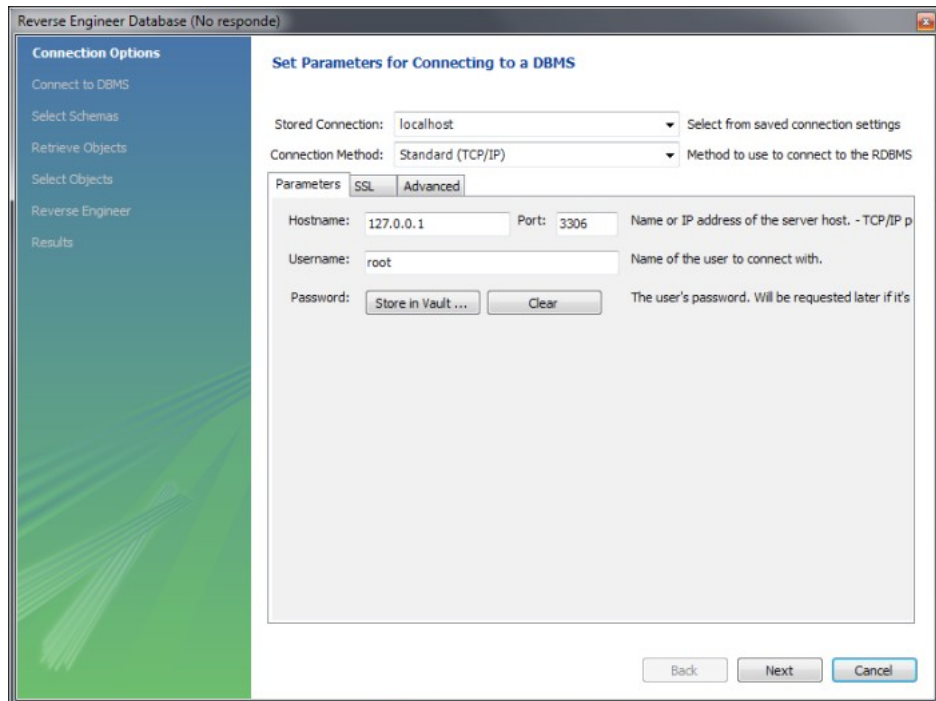 Reverse Engineer Database (No responde)
Connection Options
Connect to DBMS
Select Schemas
Retrieve Objects
Select Objects
Reverse Engineer
Results
Set Parameters for Connecting to a DBMS
Stored Connection: localhost Select from saved connection settings
Connection Method: Standard (TCP/IP) Method to use to connect to the RDBMS
Parameters SSL Advanced
Hostname: 127.0.0.1 Port: 3306 Name or IP address of the server host. - TCP/IP p
Username: root Name of the user to connect with.
Password: Store in Vault ... Clear The user's password. Will be requested later if it's
Back Next Cancel